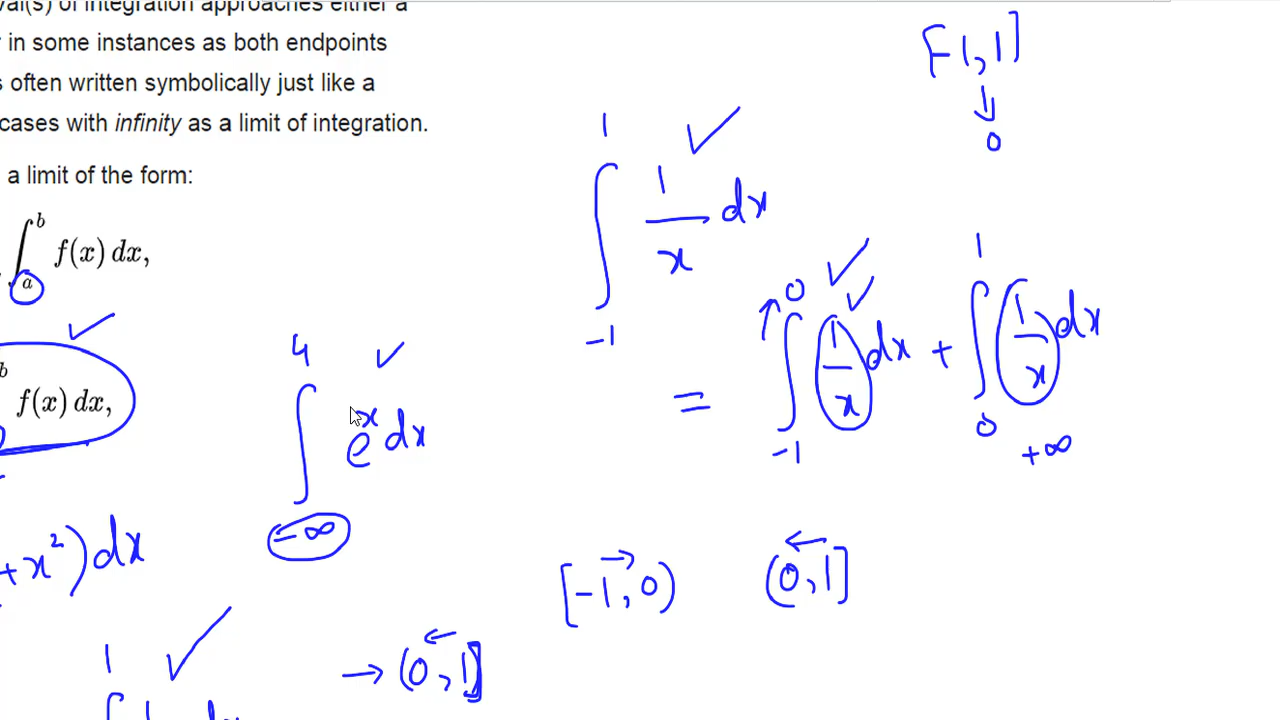 val(s) of integration approaches either a
r in some instances as both endpoints
s often written symbolically just like a
cases with infinity as a limit of integration.
a limit of the form:
∫_a^b f(x) dx,
b
f(x) dx,
+x²)dx
1
[-1, 1]
↓
0
∫_{-1}^{1} 1/x dx ✓
= ∫_{-1}^{0} 1/x dx + ∫_{0}^{1} 1/x dx
+∞
∫_{-∞}^{4} e^x dx ✓
[-1, 0) (0, 1]
→ (0, 1]